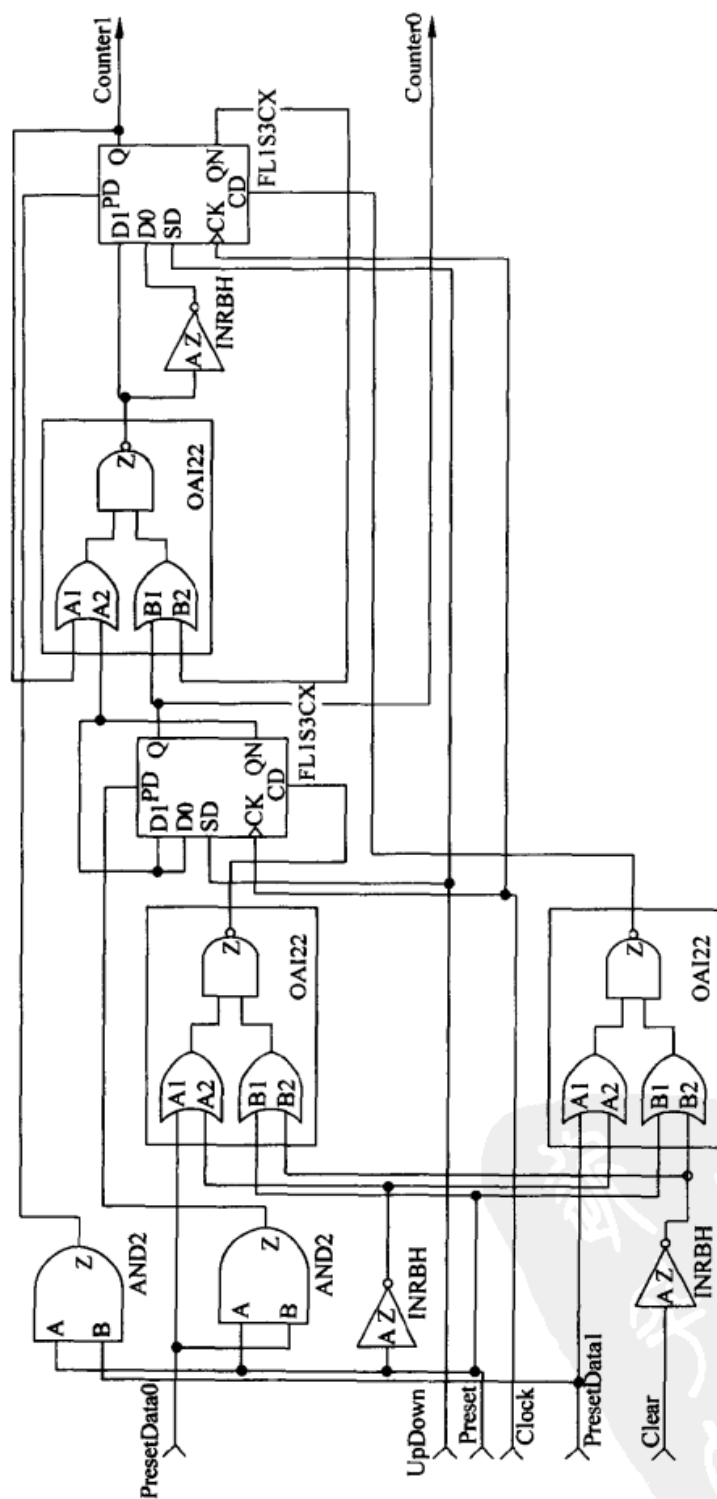 Counter1
Counter0
PD
D1
D0
SD
CK
Q
QN
CD
FL1S3CX
A Z
INRBH
Z
OAI22
A1
A2
B1
B2
PD
D1
D0
SD
CK
Q
QN
CD
FL1S3CX
Z
OAI22
A1
A2
B1
B2
Z
OAI22
A1
A2
B1
B2
A
B
Z
AND2
A
B
Z
AND2
A Z
INRBH
A Z
INRBH
PresetData0
UpDown
Preset
Clock
PresetData1
Clear